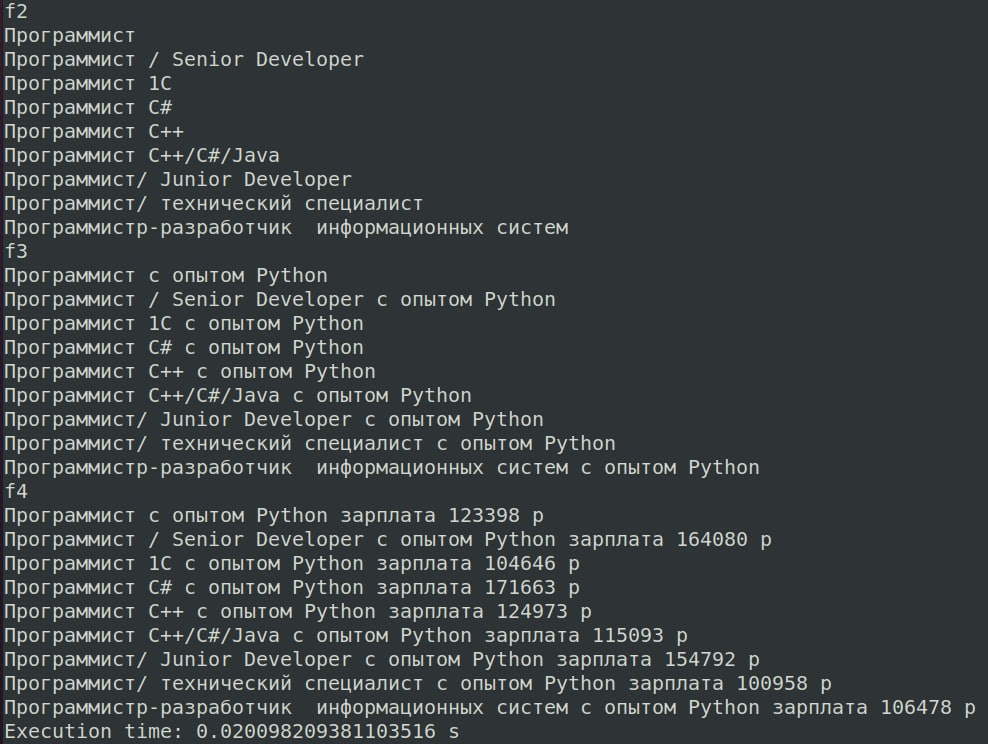 f2
Программист
Программист / Senior Developer
Программист 1C
Программист C#
Программист C++
Программист C++/C#/Java
Программист/ Junior Developer
Программист/ технический специалист
Программистр-разработчик  информационных систем
f3
Программист с опытом Python
Программист / Senior Developer с опытом Python
Программист 1C с опытом Python
Программист C# с опытом Python
Программист C++ с опытом Python
Программист C++/C#/Java с опытом Python
Программист/ Junior Developer с опытом Python
Программист/ технический специалист с опытом Python
Программистр-разработчик  информационных систем с опытом Python
f4
Программист с опытом Python зарплата 123398 р
Программист / Senior Developer с опытом Python зарплата 164080 р
Программист 1C с опытом Python зарплата 104646 р
Программист C# с опытом Python зарплата 171663 р
Программист C++ с опытом Python зарплата 124973 р
Программист C++/C#/Java с опытом Python зарплата 115093 р
Программист/ Junior Developer с опытом Python зарплата 154792 р
Программист/ технический специалист с опытом Python зарплата 100958 р
Программистр-разработчик  информационных систем с опытом Python зарплата 106478 р
Execution time: 0.020098209381103516 s